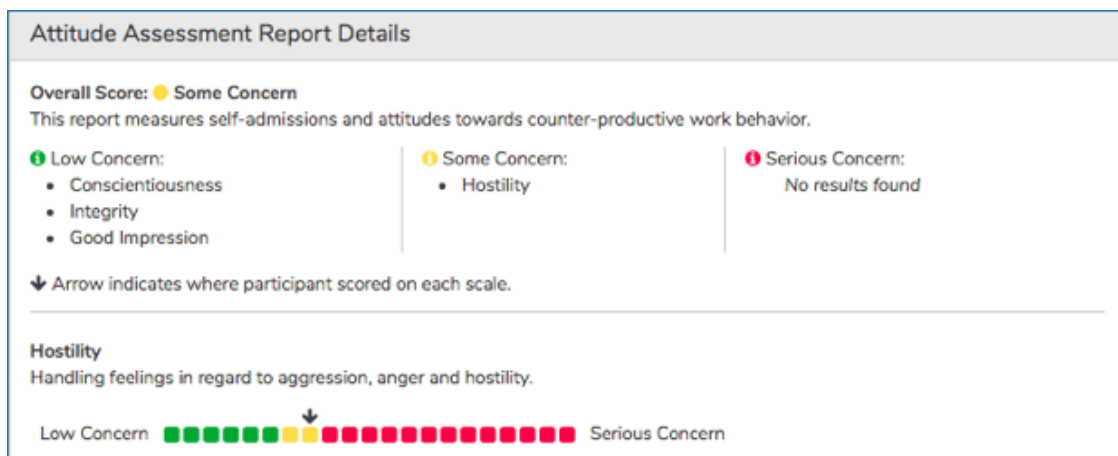 Attitude Assessment Report Details
Overall Score: Some Concern
This report measures self-admissions and attitudes towards counter-productive work behavior.
Low Concern:
• Conscientiousness
• Integrity
• Good Impression
Some Concern:
• Hostility
Serious Concern:
No results found
Arrow indicates where participant scored on each scale.
Hostility
Handling feelings in regard to aggression, anger and hostility.
Low Concern Serious Concern